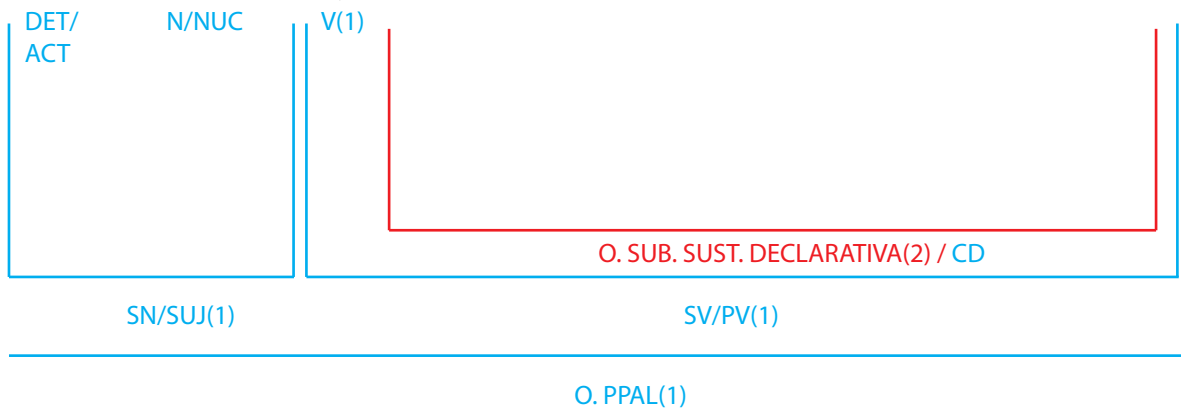 DET/ N/NUC V(1)
ACT
O. SUB. SUST. DECLARATIVA(2) / CD
SN/SUJ(1) SV/PV(1)
O. PPAL(1)